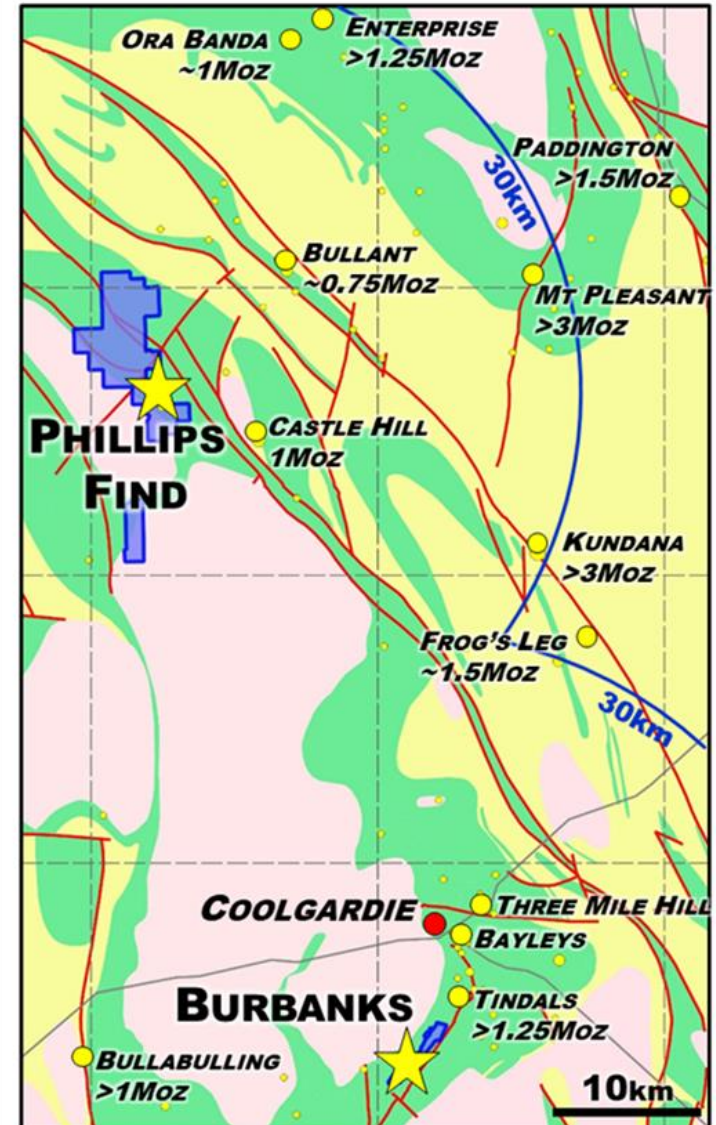 ENTERPRISE
>1.25MOZ
ORA BANDA
~1MOZ
PADDINGTON
>1.5MOZ
30km
BULLANT
~0.75MOZ
MT PLEASANT
>3MOZ
PHILLIPS
FIND
CASTLE HILL
1MOZ
KUNDANA
>3MOZ
FROG'S LEG
~1.5MOZ
30km
COOLGARDIE
THREE MILE HILL
BAYLEYS
BURBANKS
TINDALS
>1.25MOZ
BULLABULLING
>1MOZ
10km